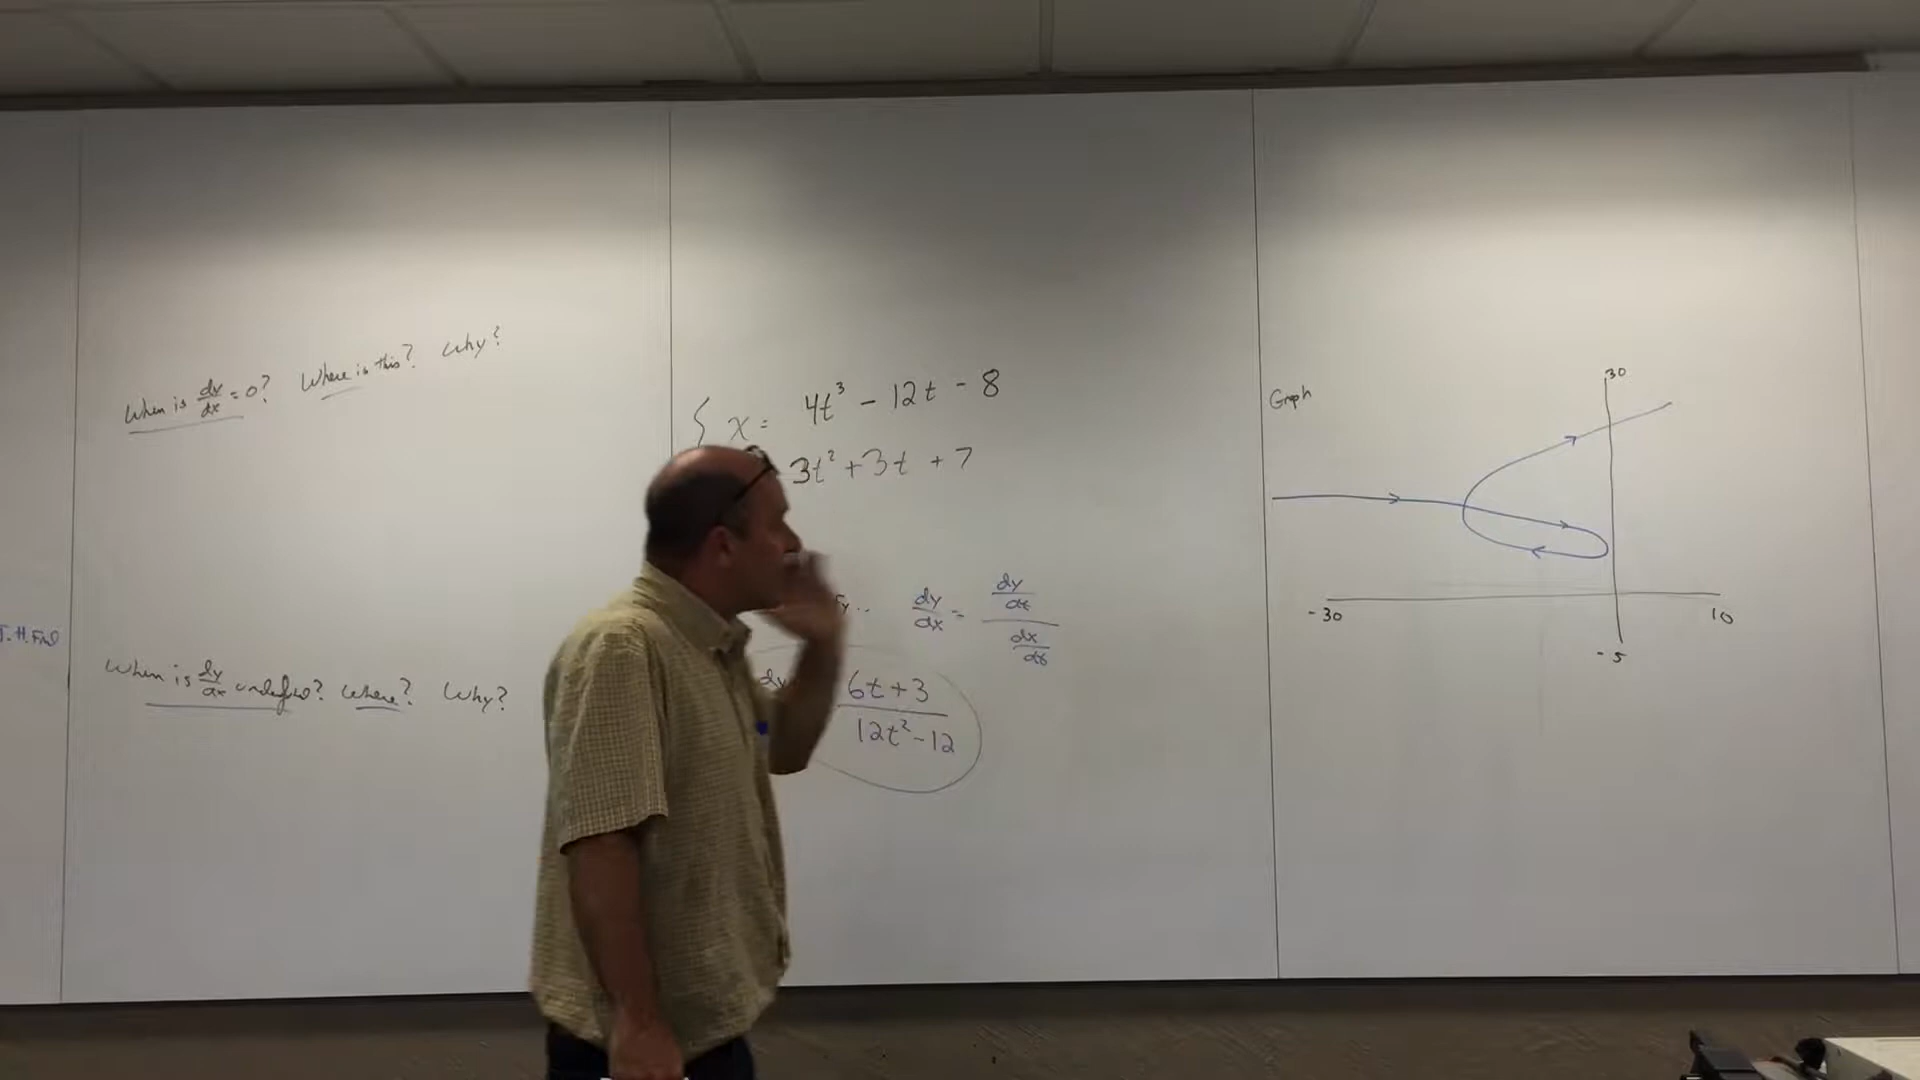 When is dy/dx = 0? Where is this? Why?
When is dy/dx undefined? Where? Why?
{ x = 4t³ - 12t - 8
3t² + 3t + 7
dy/dx = dy/dt / dx/dt
dy 6t + 3 / 12t² - 12
Graph
30
-30
10
-5